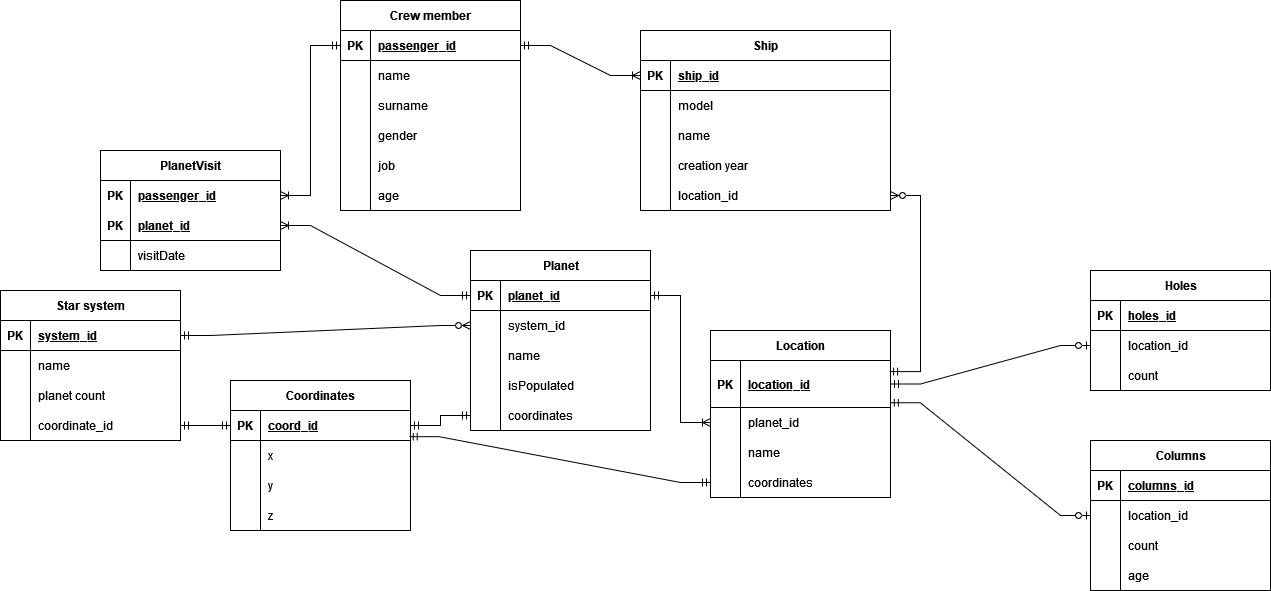 Crew member
PK passenger_id
name
surname
gender
job
age
Ship
PK ship_id
model
name
creation year
location_id
PlanetVisit
PK passenger_id
PK planet_id
visitDate
Planet
PK planet_id
system_id
name
isPopulated
coordinates
Star system
PK system_id
name
planet count
coordinate_id
Coordinates
PK coord_id
x
y
z
Location
PK location_id
planet_id
name
coordinates
Holes
PK holes_id
location_id
count
Columns
PK columns_id
location_id
count
age